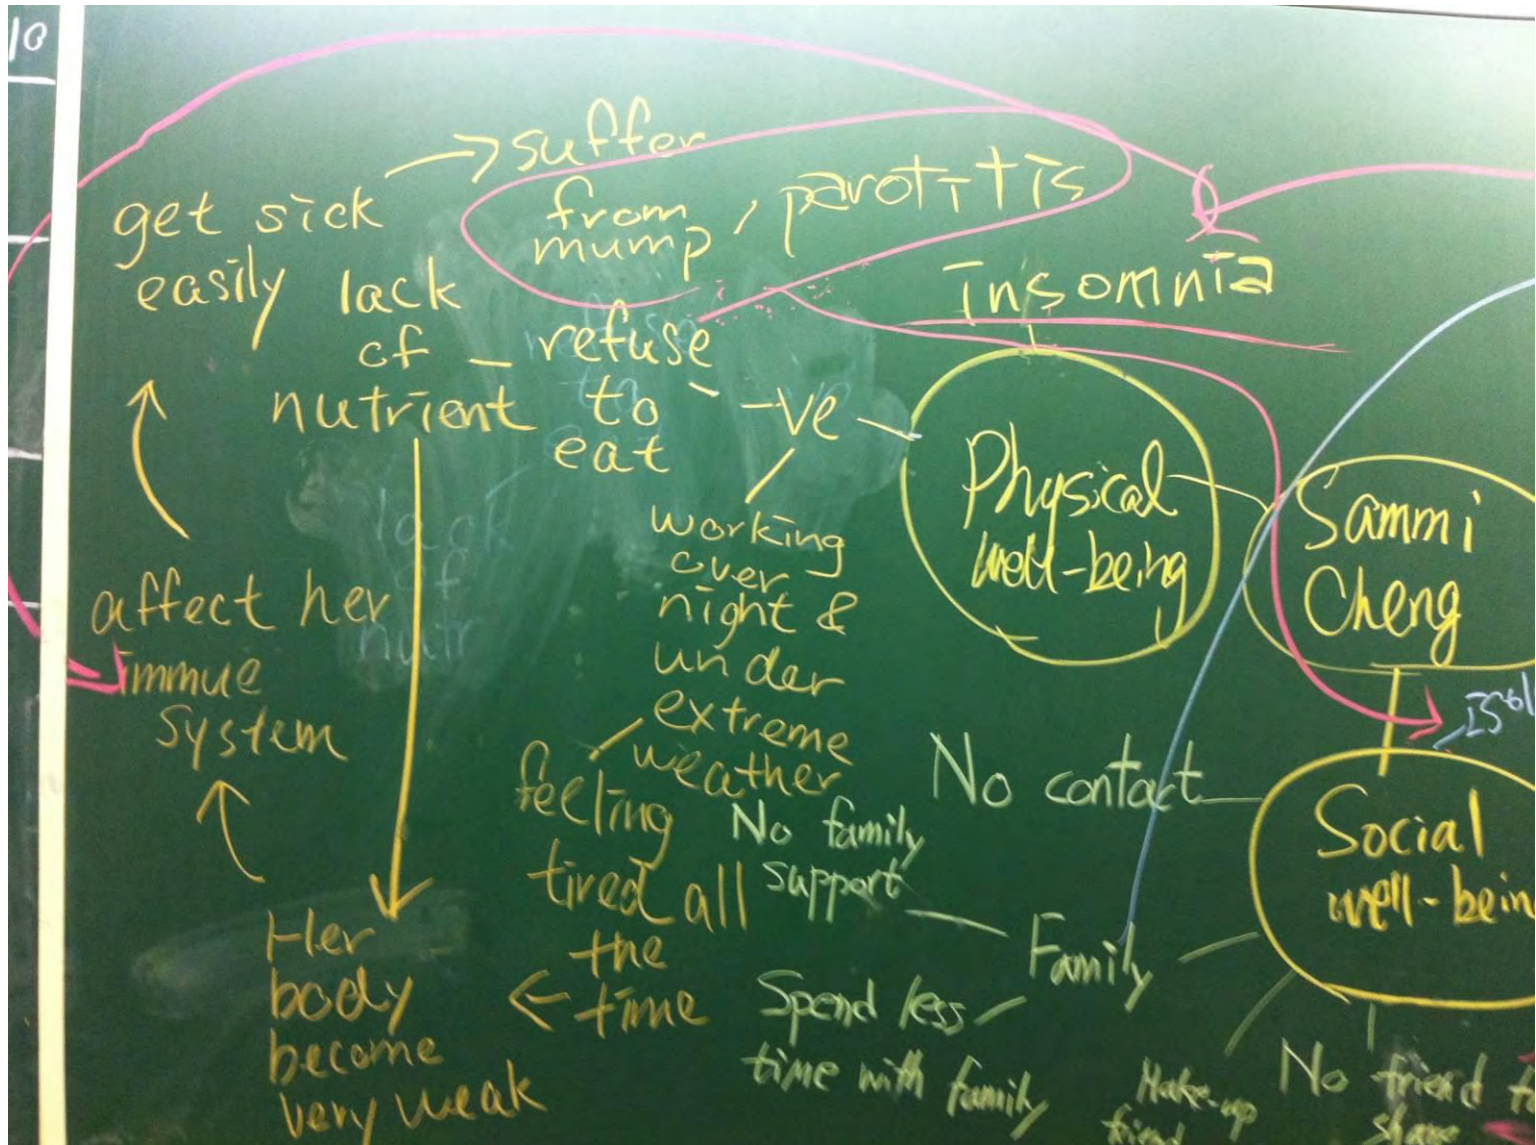 10
get sick
easily
suffer
from
mump, parotitis
lack
of
nutrient
refuse
to
eat
-ve
insomnia
Physical
well-being
Sammi
Cheng
working
over
night &
under
extreme
weather
affect her
immue
system
feeling
tired all
the
time
Her
body
become
very weak
No contact
Social
well-bein
No family
support
Family
Spend less
time with family
Make-up
friend
No friend
share